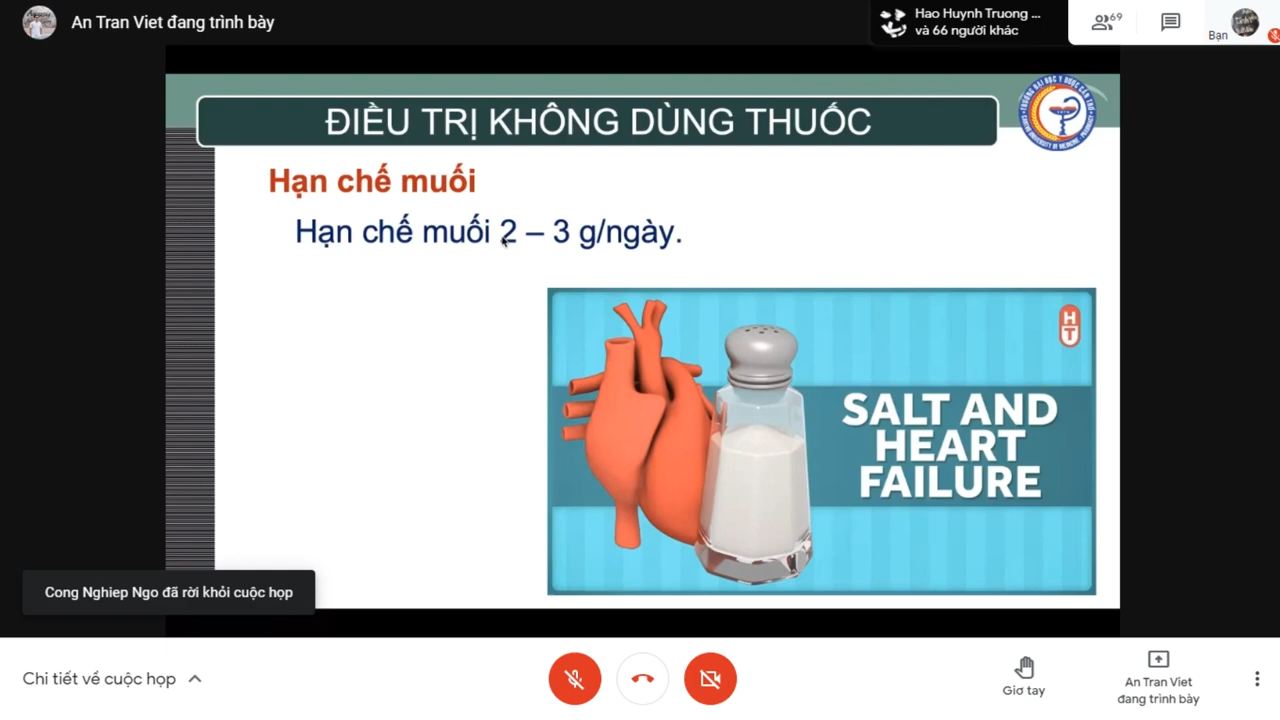 An Tran Viet đang trình bày
Hao Huynh Truong ...
và 66 người khác
69
Bạn
ĐIỀU TRỊ KHÔNG DÙNG THUỐC
Hạn chế muối
Hạn chế muối 2 – 3 g/ngày.
H
T
SALT AND
HEART
FAILURE
Cong Nghiep Ngo đã rời khỏi cuộc họp
Chi tiết về cuộc họp
Giơ tay
An Tran Viet
đang trình bày